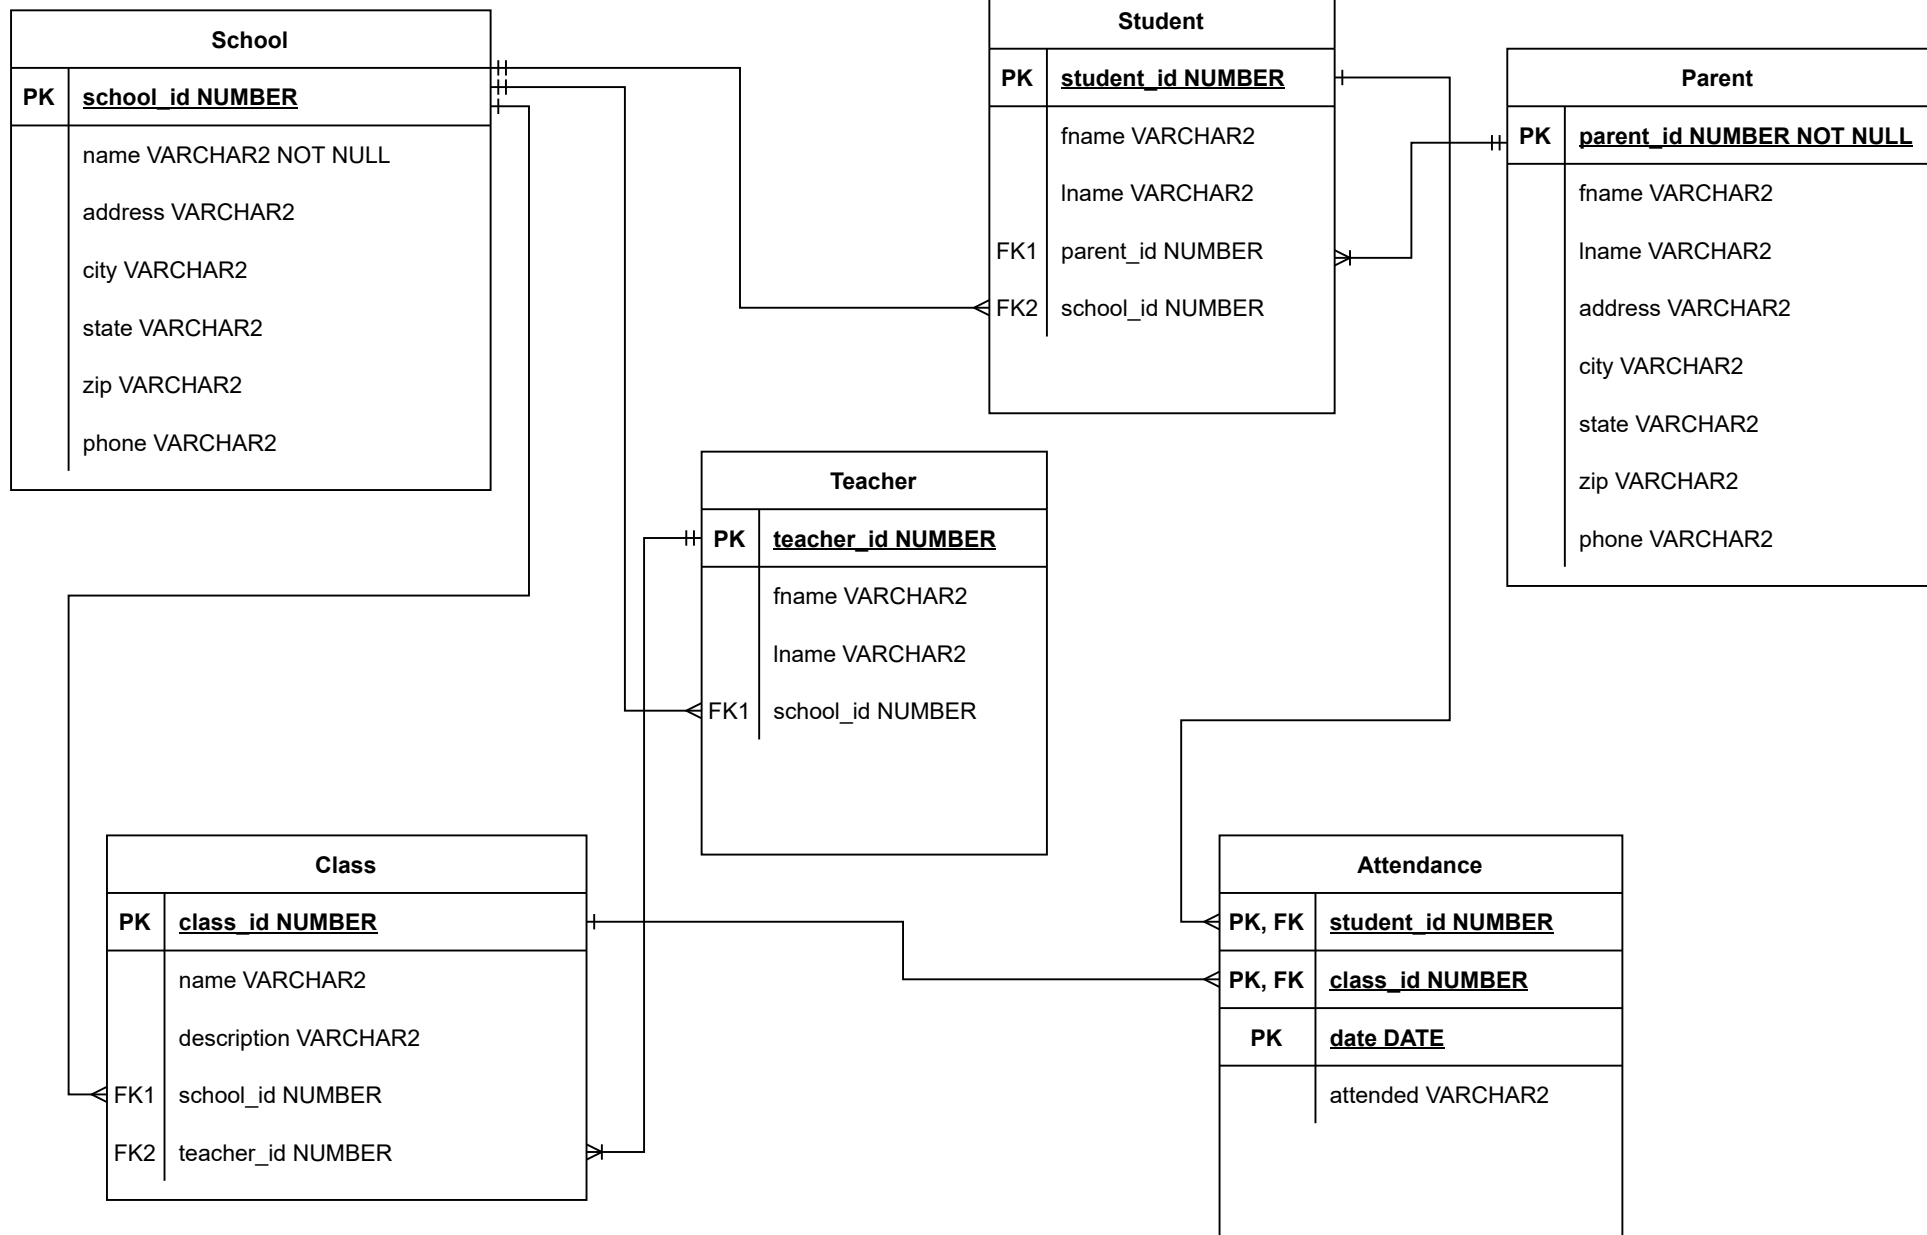 School
PK school_id NUMBER
name VARCHAR2 NOT NULL
address VARCHAR2
city VARCHAR2
state VARCHAR2
zip VARCHAR2
phone VARCHAR2
Student
PK student_id NUMBER
fname VARCHAR2
lname VARCHAR2
FK1 parent_id NUMBER
FK2 school_id NUMBER
Parent
PK parent_id NUMBER NOT NULL
fname VARCHAR2
lname VARCHAR2
address VARCHAR2
city VARCHAR2
state VARCHAR2
zip VARCHAR2
phone VARCHAR2
Teacher
PK teacher_id NUMBER
fname VARCHAR2
lname VARCHAR2
FK1 school_id NUMBER
Class
PK class_id NUMBER
name VARCHAR2
description VARCHAR2
FK1 school_id NUMBER
FK2 teacher_id NUMBER
Attendance
PK, FK student_id NUMBER
PK, FK class_id NUMBER
PK date DATE
attended VARCHAR2